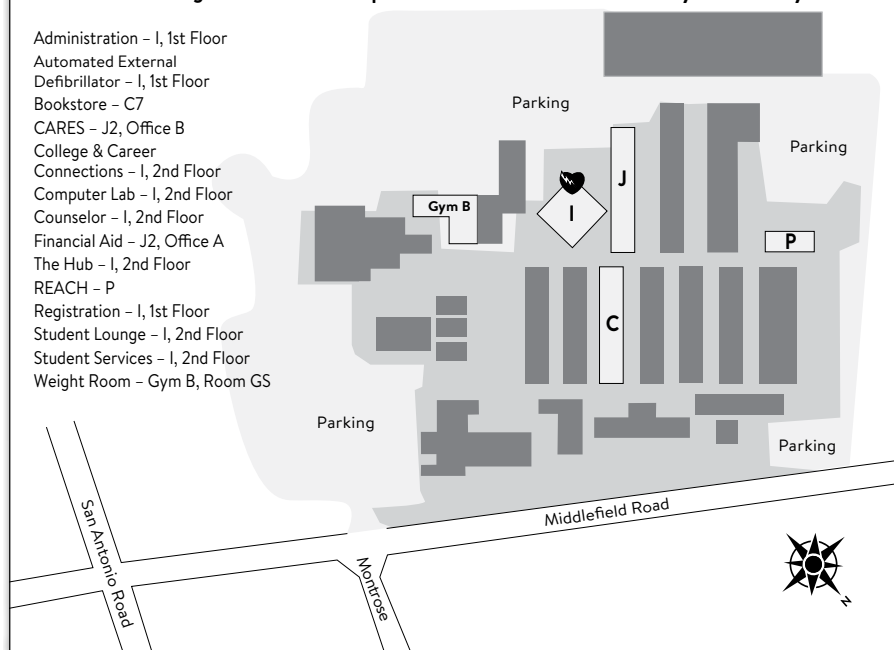 Administration – I, 1st Floor
Automated External
Defibrillator – I, 1st Floor
Bookstore – C7
CARES – J2, Office B
College & Career
Connections – I, 2nd Floor
Computer Lab – I, 2nd Floor
Counselor – I, 2nd Floor
Financial Aid – J2, Office A
The Hub – I, 2nd Floor
REACH – P
Registration – I, 1st Floor
Student Lounge – I, 2nd Floor
Student Services – I, 2nd Floor
Weight Room – Gym B, Room GS
Parking
Parking
J
Gym B
I
P
C
Parking
Parking
San Antonio Road
Middlefield Road
Montrose
N